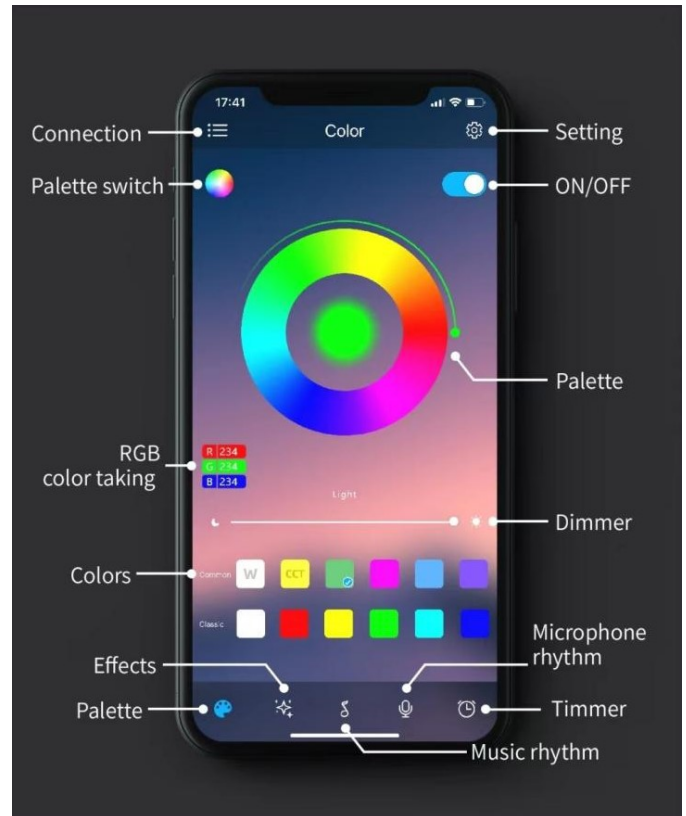 17:41
Connection
Color
Setting
Palette switch
ON/OFF
Palette
RGB
color taking
R 234
G 234
B 234
Light
Dimmer
Colors
Common
W
CCT
Classic
Microphone
rhythm
Effects
Palette
Timmer
Music rhythm